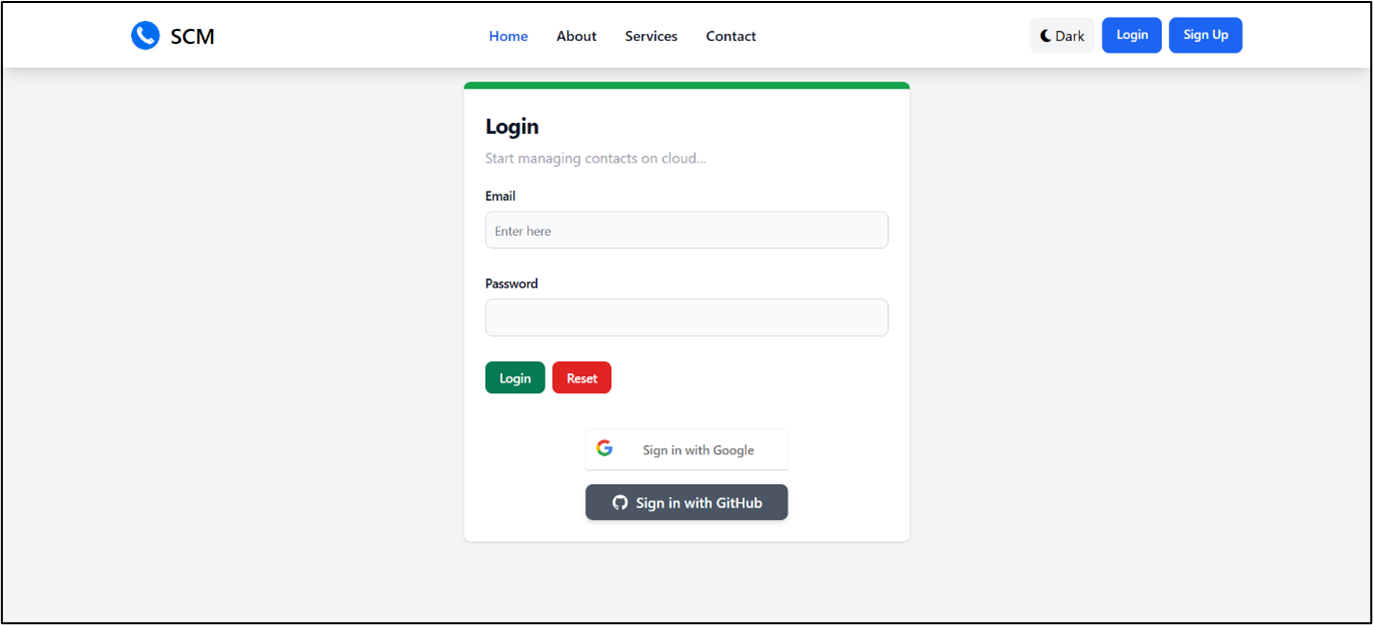 SCM
Home About Services Contact
Dark Login Sign Up
Login
Start managing contacts on cloud...
Email
Enter here
Password
Login Reset
Sign in with Google
Sign in with GitHub